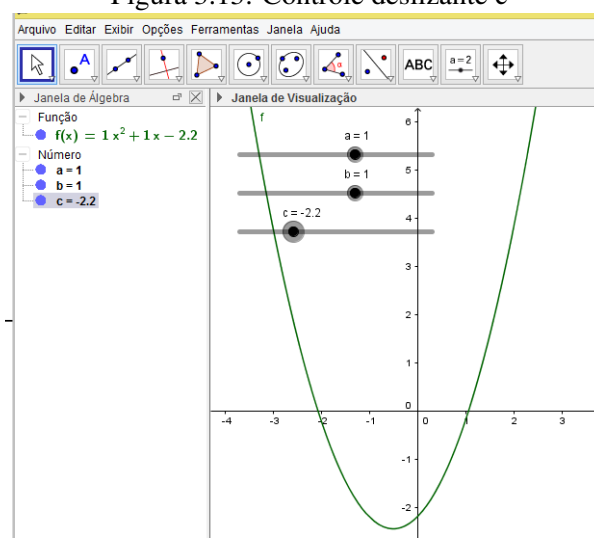 Figura 3.13: Controle deslizante c
Arquivo Editar Exibir Opções Ferramentas Janela Ajuda
ABC
a=2
Janela de Álgebra
Função
f(x) = 1 x² + 1 x − 2.2
Número
a = 1
b = 1
c = -2.2
Janela de Visualização
f
a = 1
b = 1
c = -2.2
6
5
4
3
2
1
0
-4 -3 -2 -1 0 1 2 3
-1
-2